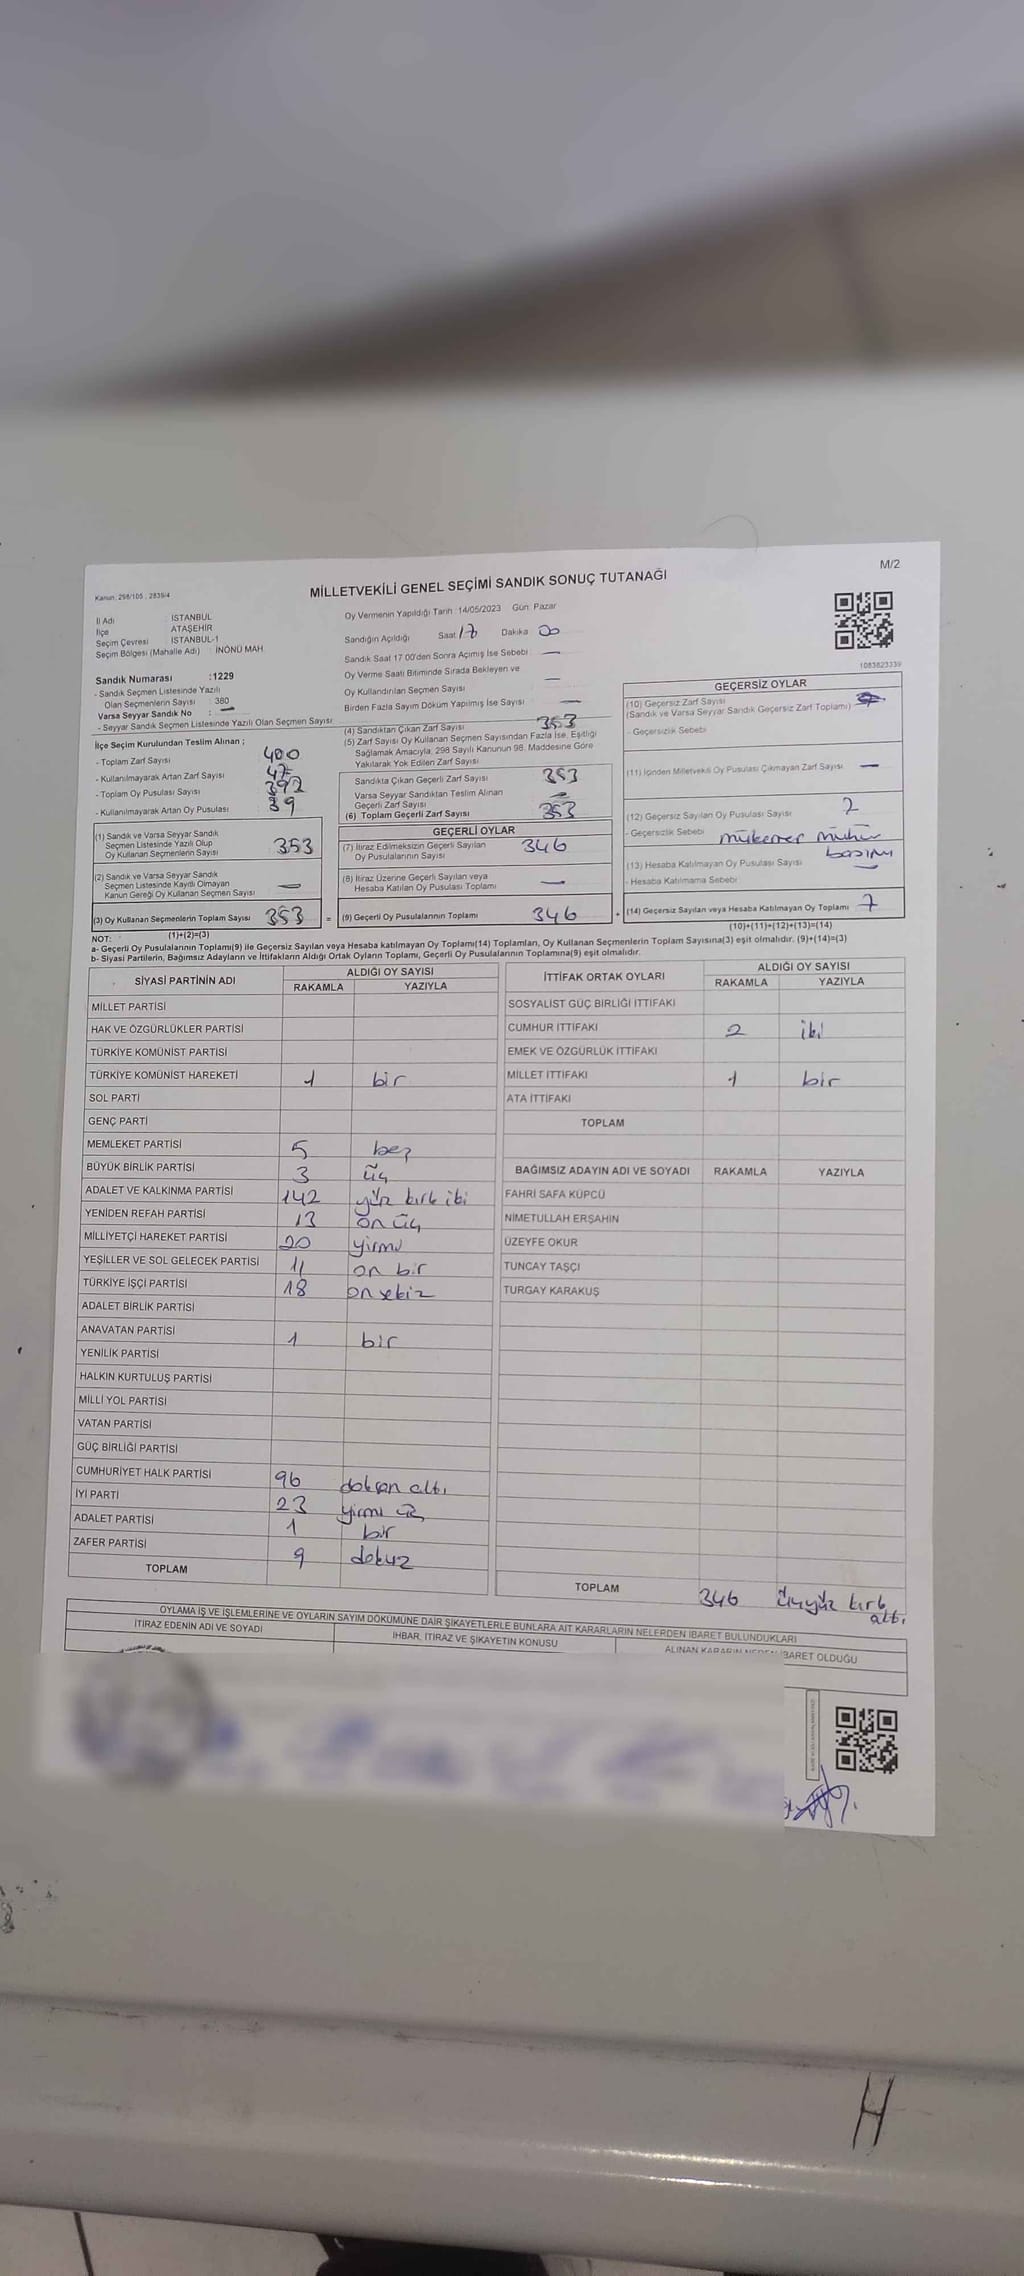 M/2
Kanun: 298/105, 2839/4
MİLLETVEKİLİ GENEL SEÇİMİ SANDIK SONUÇ TUTANAĞI
İl Adı : İSTANBUL
İlçe : ATAŞEHİR
Seçim Çevresi : İSTANBUL-1
Seçim Bölgesi (Mahalle Adı) : İNÖNÜ MAH.
Sandık Numarası :1229
- Sandık Seçmen Listesinde Yazılı
Olan Seçmenlerin Sayısı : 380
Varsa Seyyar Sandık No : —
- Seyyar Sandık Seçmen Listesinde Yazılı Olan Seçmen Sayısı:
Oy Vermenin Yapıldığı Tarih :14/05/2023 Gün: Pazar
Sandığın Açıldığı Saat 17 Dakika 00
Sandık Saat 17:00'den Sonra Açılmış İse Sebebi: —
Oy Verme Saati Bitiminde Sırada Bekleyen ve
Oy Kullandırılan Seçmen Sayısı —
Birden Fazla Sayım Döküm Yapılmış İse Sayısı —
1083823339
İlçe Seçim Kurulundan Teslim Alınan ;
- Toplam Zarf Sayısı 400
- Kullanılmayarak Artan Zarf Sayısı 47
- Toplam Oy Pusulası Sayısı 392
- Kullanılmayarak Artan Oy Pusulası 39
(1) Sandık ve Varsa Seyyar Sandık
Seçmen Listesinde Yazılı Olup
Oy Kullanan Seçmenlerin Sayısı 353
(2) Sandık ve Varsa Seyyar Sandık
Seçmen Listesinde Kayıtlı Olmayan
Kanun Gereği Oy Kullanan Seçmen Sayısı —
(3) Oy Kullanan Seçmenlerin Toplam Sayısı 353 =
(1)+(2)=(3)
(4) Sandıktan Çıkan Zarf Sayısı 353
(5) Zarf Sayısı Oy Kullanan Seçmen Sayısından Fazla İse, Eşitliği
Sağlamak Amacıyla, 298 Sayılı Kanunun 98. Maddesine Göre
Yakılarak Yok Edilen Zarf Sayısı
Sandıkta Çıkan Geçerli Zarf Sayısı 353
Varsa Seyyar Sandıktan Teslim Alınan
Geçerli Zarf Sayısı —
(6) Toplam Geçerli Zarf Sayısı 353
GEÇERLİ OYLAR
(7) İtiraz Edilmeksizin Geçerli Sayılan
Oy Pusulalarının Sayısı 346
(8) İtiraz Üzerine Geçerli Sayılan veya
Hesaba Katılan Oy Pusulası Toplamı —
(9) Geçerli Oy Pusulalarının Toplamı 346 +
GEÇERSİZ OYLAR
(10) Geçersiz Zarf Sayısı
(Sandık ve Varsa Seyyar Sandık Geçersiz Zarf Toplamı)
- Geçersizlik Sebebi
(11) İçinden Milletvekili Oy Pusulası Çıkmayan Zarf Sayısı —
(12) Geçersiz Sayılan Oy Pusulası Sayısı 7
- Geçersizlik Sebebi mükerrer mühür basımı
(13) Hesaba Katılmayan Oy Pusulası Sayısı —
- Hesaba Katılmama Sebebi
(14) Geçersiz Sayılan veya Hesaba Katılmayan Oy Toplamı 7
(10)+(11)+(12)+(13)=(14)
NOT:
a- Geçerli Oy Pusulalarının Toplamı(9) ile Geçersiz Sayılan veya Hesaba katılmayan Oy Toplamı(14) Toplamları, Oy Kullanan Seçmenlerin Toplam Sayısına(3) eşit olmalıdır. (9)+(14)=(3)
b- Siyasi Partilerin, Bağımsız Adayların ve İttifakların Aldığı Ortak Oyların Toplamı, Geçerli Oy Pusulalarının Toplamına(9) eşit olmalıdır.
SİYASİ PARTİNİN ADI
ALDIĞI OY SAYISI
RAKAMLA YAZIYLA
MİLLET PARTİSİ
HAK VE ÖZGÜRLÜKLER PARTİSİ
TÜRKİYE KOMÜNİST PARTİSİ
TÜRKİYE KOMÜNİST HAREKETİ 1 bir
SOL PARTİ
GENÇ PARTİ
MEMLEKET PARTİSİ 5 beş
BÜYÜK BİRLİK PARTİSİ 3 üç
ADALET VE KALKINMA PARTİSİ 142 yüz kırk iki
YENİDEN REFAH PARTİSİ 13 on üç
MİLLİYETÇİ HAREKET PARTİSİ 20 yirmi
YEŞİLLER VE SOL GELECEK PARTİSİ 11 on bir
TÜRKİYE İŞÇİ PARTİSİ 18 onsekiz
ADALET BİRLİK PARTİSİ
ANAVATAN PARTİSİ 1 bir
YENİLİK PARTİSİ
HALKIN KURTULUŞ PARTİSİ
MİLLİ YOL PARTİSİ
VATAN PARTİSİ
GÜÇ BİRLİĞİ PARTİSİ
CUMHURİYET HALK PARTİSİ 96 doksan altı
İYİ PARTİ 23 yirmi üç
ADALET PARTİSİ 1 bir
ZAFER PARTİSİ 9 dokuz
TOPLAM
İTTİFAK ORTAK OYLARI
ALDIĞI OY SAYISI
RAKAMLA YAZIYLA
SOSYALİST GÜÇ BİRLİĞİ İTTİFAKI
CUMHUR İTTİFAKI 2 iki
EMEK VE ÖZGÜRLÜK İTTİFAKI
MİLLET İTTİFAKI 1 bir
ATA İTTİFAKI
TOPLAM
BAĞIMSIZ ADAYIN ADI VE SOYADI RAKAMLA YAZIYLA
FAHRİ SAFA KÜPCÜ
NİMETULLAH ERŞAHİN
ÜZEYFE OKUR
TUNCAY TAŞÇI
TURGAY KARAKUŞ
TOPLAM 346 üçyüz kırk altı
OYLAMA İŞ VE İŞLEMLERİNE VE OYLARIN SAYIM DÖKÜMÜNE DAİR ŞİKAYETLERLE BUNLARA AİT KARARLARIN NELERDEN İBARET BULUNDUKLARI
İTİRAZ EDENİN ADI VE SOYADI
İHBAR, İTİRAZ VE ŞİKAYETİN KONUSU
ALINAN KARARIN NEDEN İBARET OLDUĞU
H